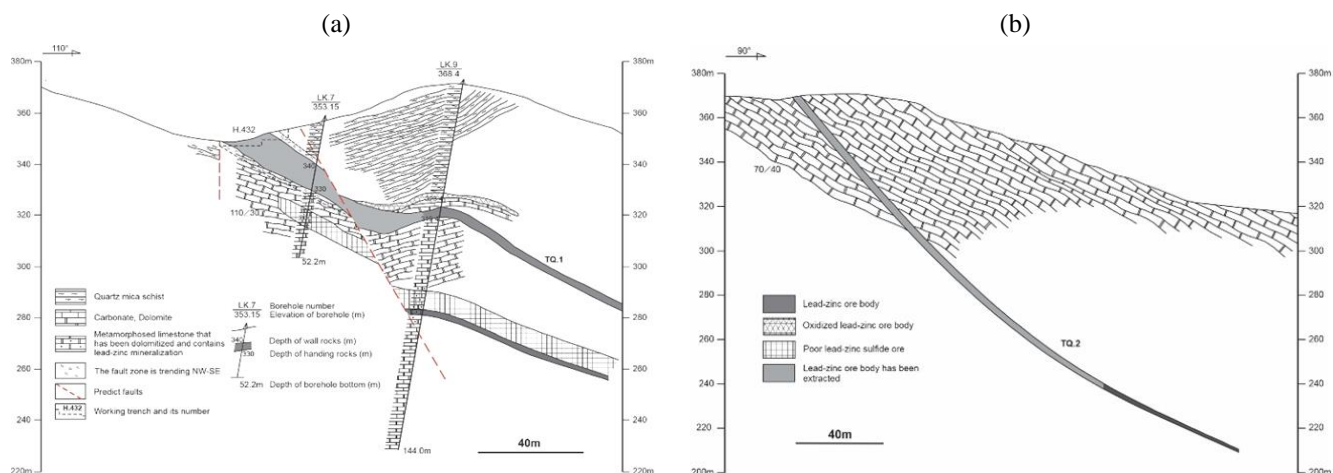 (a)
(b)
110°
380m
360
340
320
300
280
260
240
220m
380m
360
340
320
300
280
260
240
220m
LK.7
353.15
LK.9
368.4
H.432
340
330
110/30
52.2m
TQ.1
144.0m
40m
Quartz mica schist
Carbonate, Dolomite
Metamorphosed limestone that
has been dolomitized and contains
lead-zinc mineralization
The fault zone is trending NW-SE
Predict faults
H.432
Working trench and its number
LK.7
353.15
Borehole number
Elevation of borehole (m)
340
Depth of wall rocks (m)
330
Depth of handing rocks (m)
52.2m
Depth of borehole bottom (m)
90°
380m
360
340
320
300
280
260
240
220
200m
380m
360
340
320
300
280
260
240
220
200m
70/40
TQ.2
Lead-zinc ore body
Oxidized lead-zinc ore body
Poor lead-zinc sulfide ore
Lead-zinc ore body has been
extracted
40m